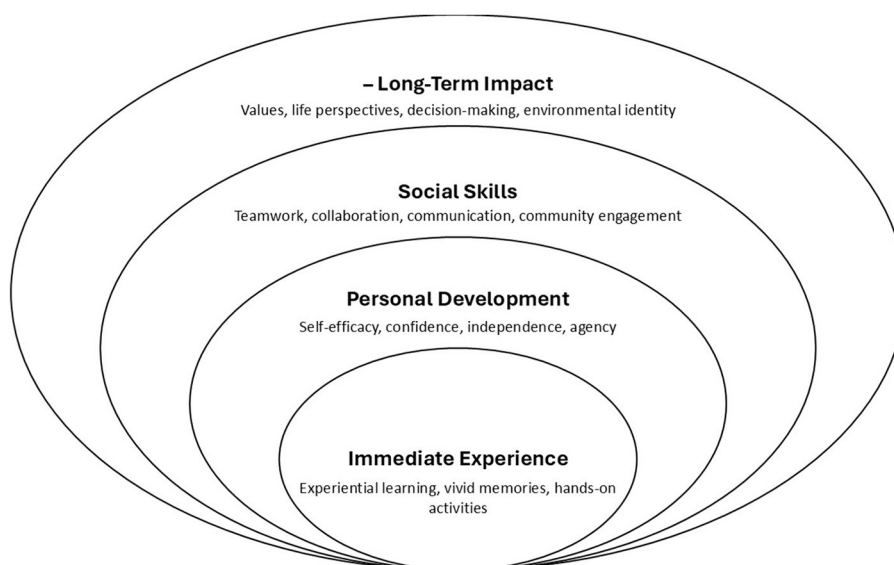 – Long-Term Impact
Values, life perspectives, decision-making, environmental identity
Social Skills
Teamwork, collaboration, communication, community engagement
Personal Development
Self-efficacy, confidence, independence, agency
Immediate Experience
Experiential learning, vivid memories, hands-on
activities